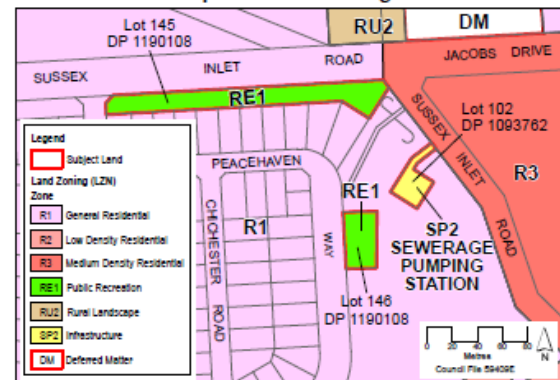 Lot 145
DP 1190108
RU2
DM
SUSSEX
INLET
ROAD
JACOBS DRIVE
RE1
SUSSEX
INLET
ROAD
Lot 102
DP 1093762
Legend
Subject Land
Land Zoning (LZN)
Zone
R1 General Residential
R2 Low Density Residential
R3 Medium Density Residential
RE1 Public Recreation
RU2 Rural Landscape
SP2 Infrastructure
DM Deferred Matter
PEACEHAVEN
WAY
CHICHESTER
ROAD
R1
RE1
R3
SP2
SEWERAGE
PUMPING
STATION
Lot 146
DP 1190108
0 20 40 60 80
Metres
N
Council File 59409E